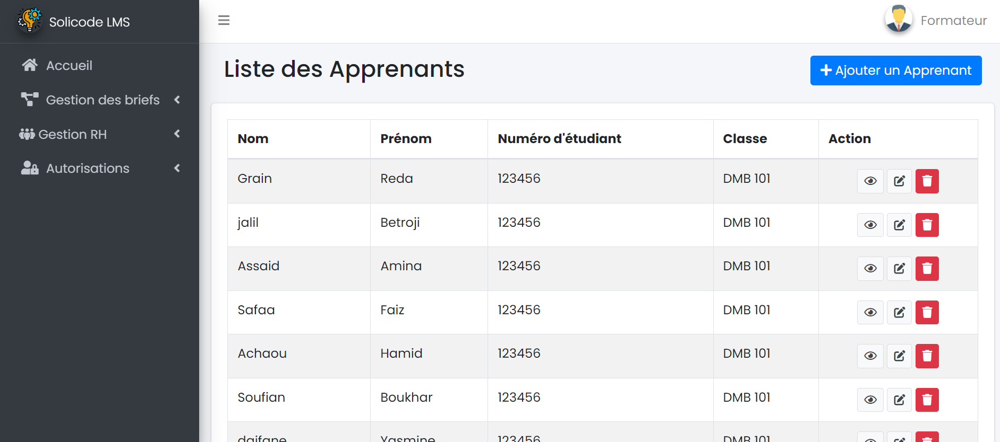 Solicode LMS
Formateur
Accueil
Gestion des briefs
Gestion RH
Autorisations
Liste des Apprenants
Ajouter un Apprenant
Nom Prénom Numéro d'étudiant Classe Action
Grain Reda 123456 DMB 101
jalil Betroji 123456 DMB 101
Assaid Amina 123456 DMB 101
Safaa Faiz 123456 DMB 101
Achaou Hamid 123456 DMB 101
Soufian Boukhar 123456 DMB 101
Yasmine 123456 DMB 101